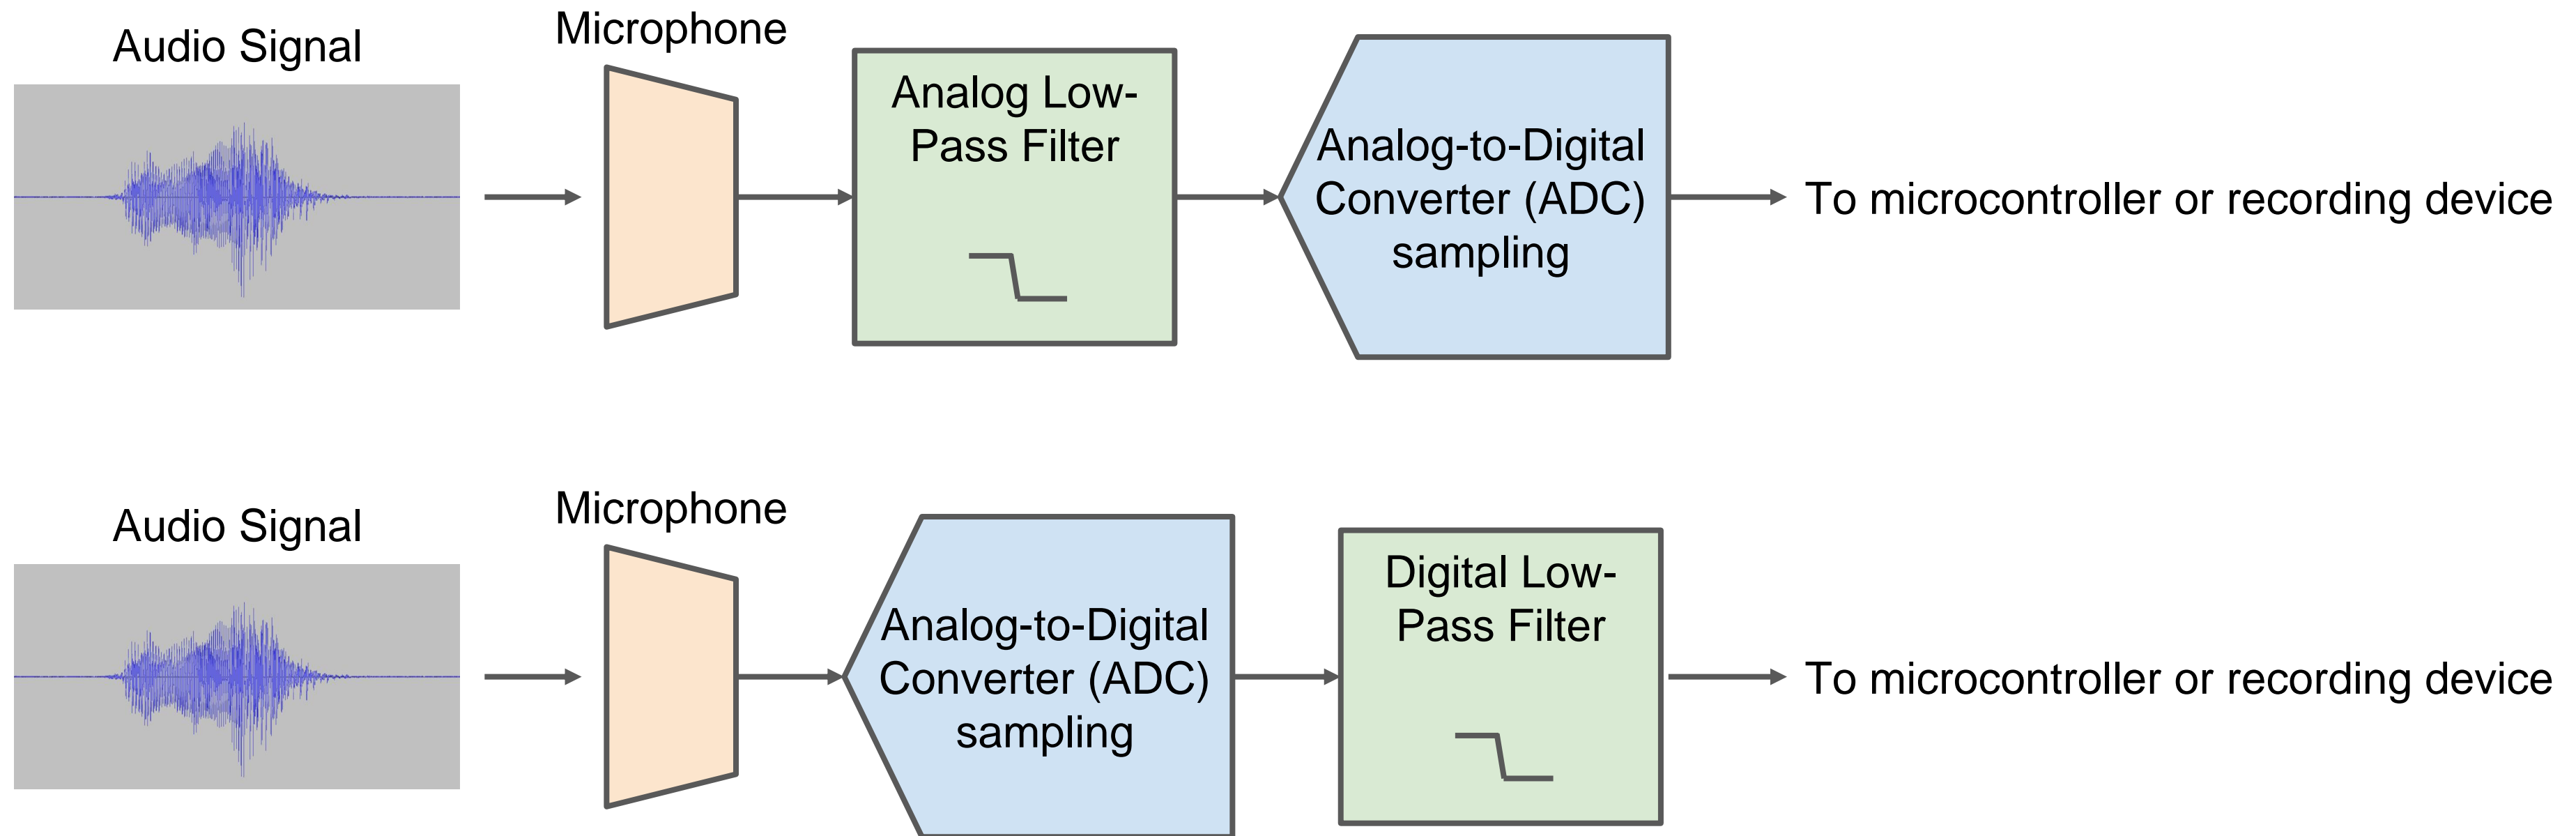 Audio Signal
Microphone
Analog Low-
Pass Filter
Analog-to-Digital
Converter (ADC)
sampling
To microcontroller or recording device
Audio Signal
Microphone
Analog-to-Digital
Converter (ADC)
sampling
Digital Low-
Pass Filter
To microcontroller or recording device